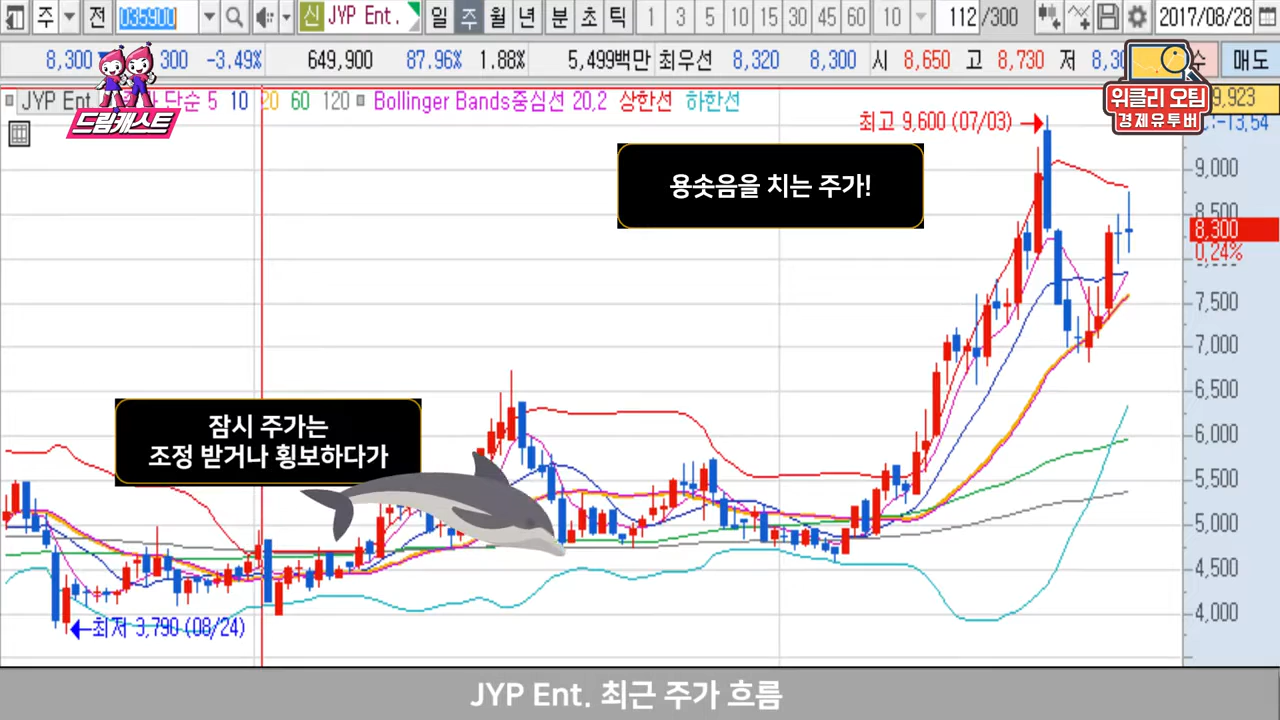 주 전 035900 신 JYP Ent. 일 주 월 년 분 초 틱 1 3 5 10 15 30 45 60 10 112 /300 2017/08/28
8,300 300 -3.49% 649,900 87.96% 1.88% 5,499백만 최우선 8,320 8,300 시 8,650 고 8,730 저 8,30 수 매도
JYP Ent 단순 5 10 20 60 120 Bollinger Bands중심선 20,2 상한선 하한선
드림캐스트
위클리 오팀
경제유투버
9,923
-13,54
최고 9,600 (07/03)
9,000
용솟음을 치는 주가!
8,500
8,300
0,24%
7,500
7,000
6,500
6,000
잠시 주가는
조정 받거나 횡보하다가
5,500
5,000
4,500
4,000
최저 3,790 (08/24)
JYP Ent. 최근 주가 흐름